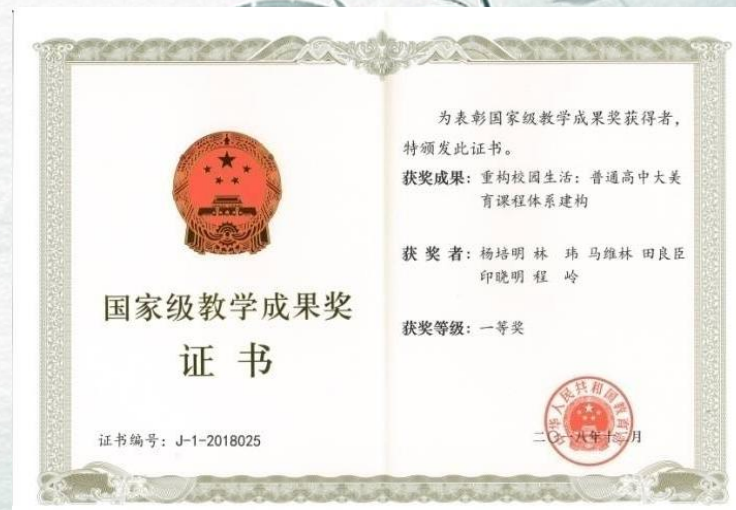 国家级教学成果奖
证书
证书编号：J-1-2018025
为表彰国家级教学成果奖获得者，
特颁发此证书。
获奖成果：重构校园生活：普通高中大美
育课程体系建构
获奖者：杨培明 林 玮 马维林 田良臣
印晓明 程 岭
获奖等级：一等奖
中华人民共和国教育部
二〇一八年十二月